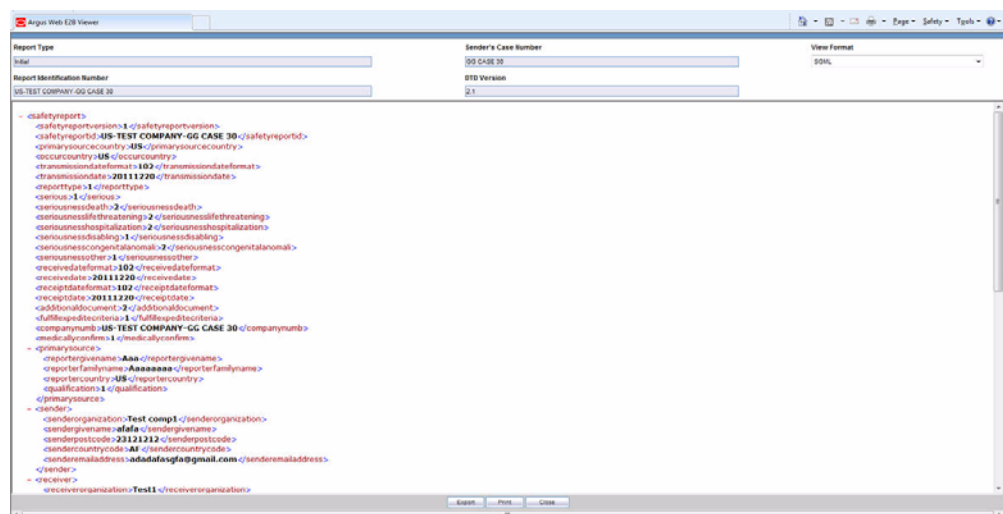 Argus Web E2B Viewer
Page Safety Tools
Report Type Sender's Case Number View Format
Initial GG CASE 30 SGML
Report Identification Number DTD Version
US-TEST COMPANY-GG CASE 30 2.1
- <safetyreport>
<safetyreportversion>1</safetyreportversion>
<safetyreportid>US-TEST COMPANY-GG CASE 30</safetyreportid>
<primarysourcecountry>US</primarysourcecountry>
<occurcountry>US</occurcountry>
<transmissiondateformat>102</transmissiondateformat>
<transmissiondate>20111220</transmissiondate>
<reporttype>1</reporttype>
<serious>1</serious>
<seriousnessdeath>2</seriousnessdeath>
<seriousnesslifethreatening>2</seriousnesslifethreatening>
<seriousnesshospitalization>2</seriousnesshospitalization>
<seriousnessdisabling>1</seriousnessdisabling>
<seriousnesscongenitalanomali>2</seriousnesscongenitalanomali>
<seriousnessother>1</seriousnessother>
<receivedateformat>102</receivedateformat>
<receivedate>20111220</receivedate>
<receiptdateformat>102</receiptdateformat>
<receiptdate>20111220</receiptdate>
<additionaldocument>2</additionaldocument>
<fulfillexpeditecriteria>1</fulfillexpeditecriteria>
<companynumb>US-TEST COMPANY-GG CASE 30</companynumb>
<medicallyconfirm>1</medicallyconfirm>
- <primarysource>
<reportergivename>Aaa</reportergivename>
<reporterfamilyname>Aaaaaaaa</reporterfamilyname>
<reportercountry>US</reportercountry>
<qualification>1</qualification>
</primarysource>
- <sender>
<senderorganization>Test comp1</senderorganization>
<sendergivename>afafa</sendergivename>
<senderpostcode>23121212</senderpostcode>
<sendercountrycode>AF</sendercountrycode>
<senderemailaddress>adadafasgfa@gmail.com</senderemailaddress>
</sender>
- <receiver>
<receiverorganization>Test1</receiverorganization>
Export Print Close